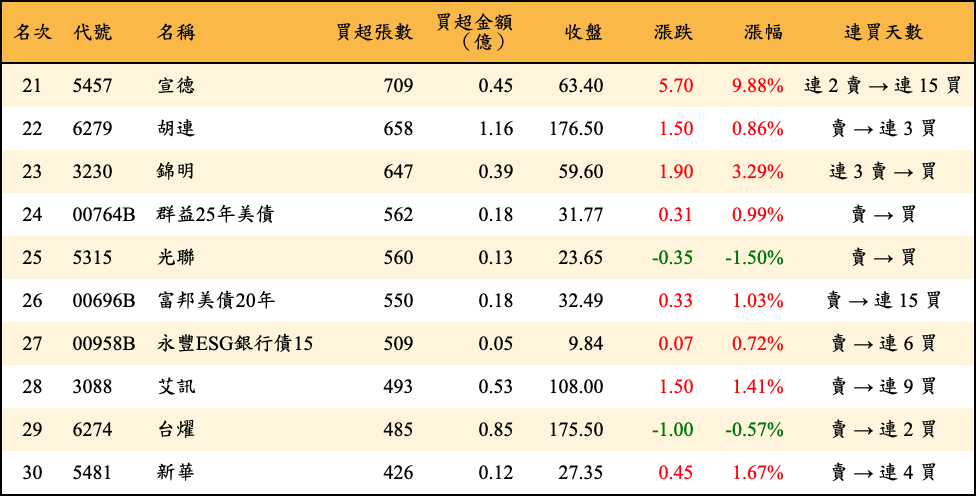 名次 代號 名稱 買超張數 買超金額（億） 收盤 漲跌 漲幅 連買天數
21 5457 宣德 709 0.45 63.40 5.70 9.88% 連 2 賣 → 連 15 買
22 6279 胡連 658 1.16 176.50 1.50 0.86% 賣 → 連 3 買
23 3230 錦明 647 0.39 59.60 1.90 3.29% 連 3 賣 → 買
24 00764B 群益25年美債 562 0.18 31.77 0.31 0.99% 賣 → 買
25 5315 光聯 560 0.13 23.65 -0.35 -1.50% 賣 → 買
26 00696B 富邦美債20年 550 0.18 32.49 0.33 1.03% 賣 → 連 15 買
27 00958B 永豐ESG銀行債15 509 0.05 9.84 0.07 0.72% 賣 → 連 6 買
28 3088 艾訊 493 0.53 108.00 1.50 1.41% 賣 → 連 9 買
29 6274 台燿 485 0.85 175.50 -1.00 -0.57% 賣 → 連 2 買
30 5481 新華 426 0.12 27.35 0.45 1.67% 賣 → 連 4 買